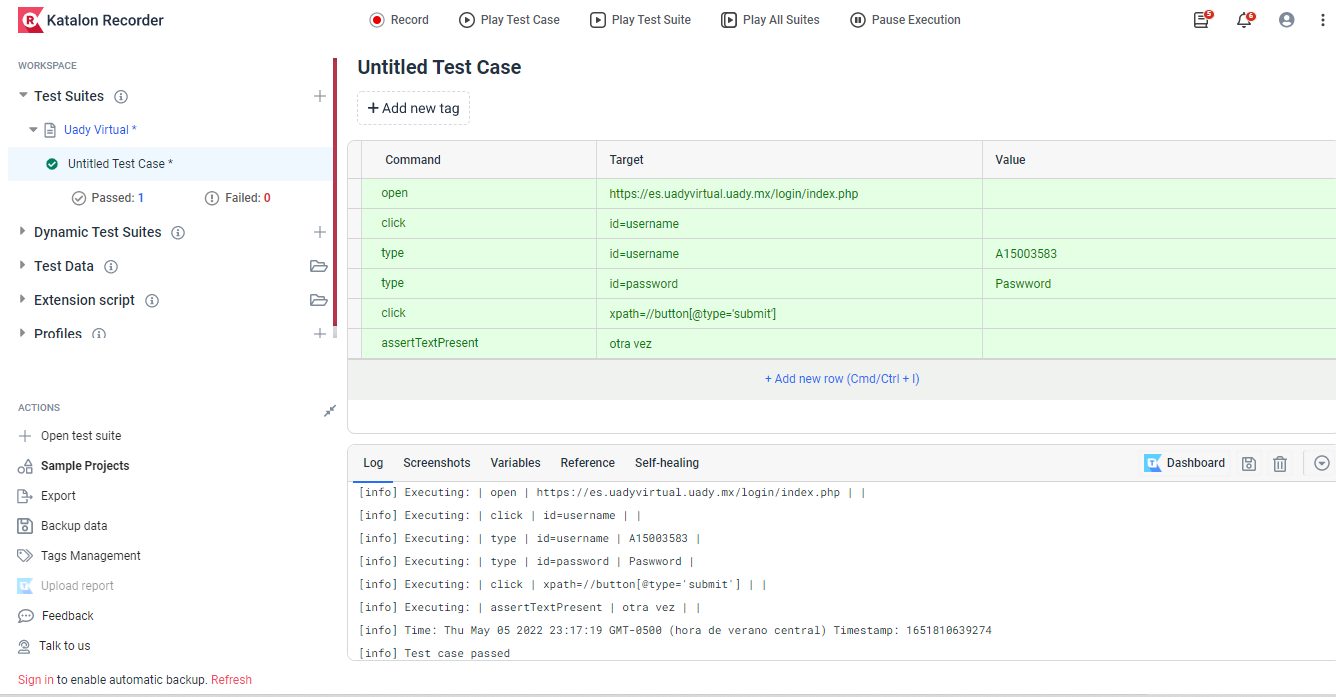 Katalon Recorder
Record
Play Test Case
Play Test Suite
Play All Suites
Pause Execution
5
6
WORKSPACE
Test Suites
Uady Virtual *
Untitled Test Case *
Passed: 1
Failed: 0
Dynamic Test Suites
Test Data
Extension script
Profiles
ACTIONS
Open test suite
Sample Projects
Export
Backup data
Tags Management
Upload report
Feedback
Talk to us
Sign in to enable automatic backup. Refresh
Untitled Test Case
+ Add new tag
Command Target Value
open https://es.uadyvirtual.uady.mx/login/index.php
click id=username
type id=username A15003583
type id=password Paswword
click xpath=//button[@type='submit']
assertTextPresent otra vez
+ Add new row (Cmd/Ctrl + I)
Log Screenshots Variables Reference Self-healing Dashboard
[info] Executing: | open | https://es.uadyvirtual.uady.mx/login/index.php | |
[info] Executing: | click | id=username | |
[info] Executing: | type | id=username | A15003583 |
[info] Executing: | type | id=password | Paswword |
[info] Executing: | click | xpath=//button[@type='submit'] | |
[info] Executing: | assertTextPresent | otra vez | |
[info] Time: Thu May 05 2022 23:17:19 GMT-0500 (hora de verano central) Timestamp: 1651810639274
[info] Test case passed